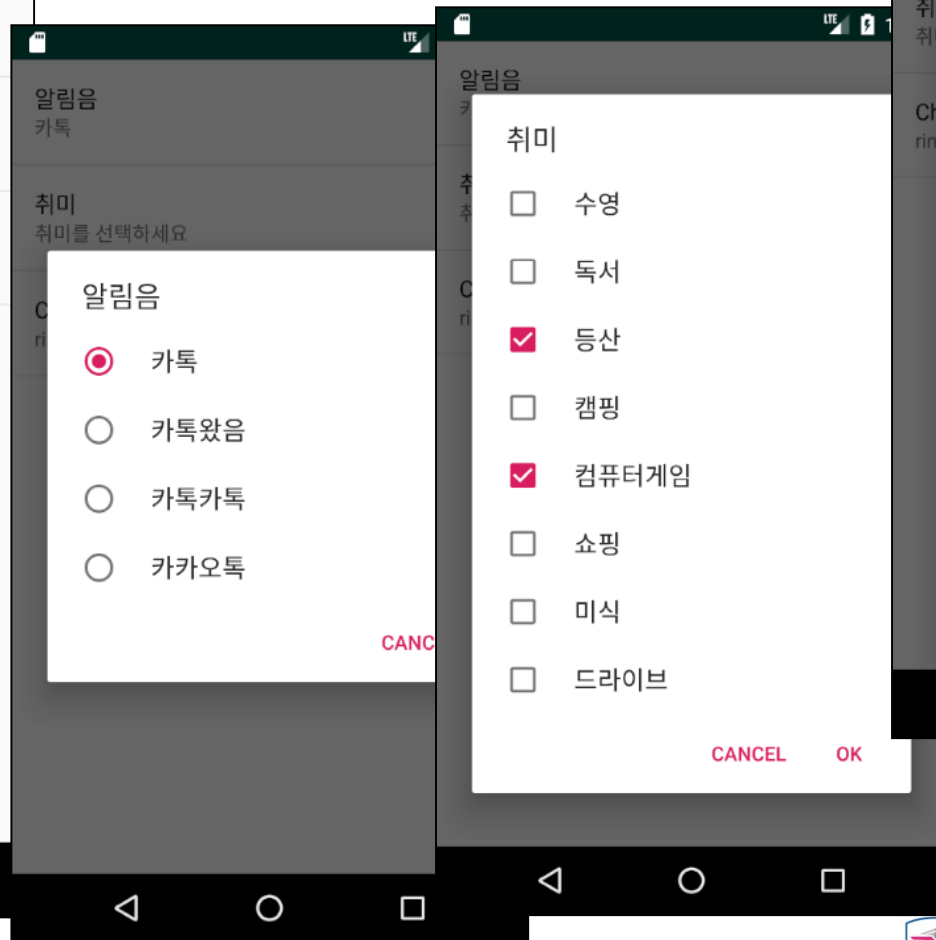 LTE
알림음
카톡
취미
취미를 선택하세요
알림음
카톡
카톡왔음
카톡카톡
카카오톡
LTE
알림음
취미
수영
독서
등산
캠핑
컴퓨터게임
쇼핑
미식
드라이브
CANCEL OK